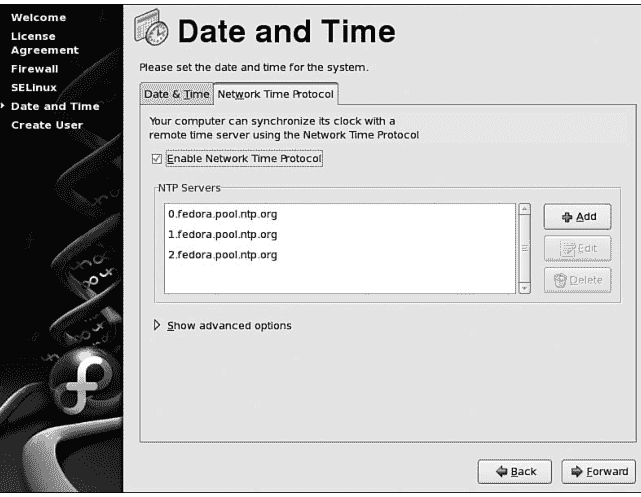 Welcome
License
Agreement
Firewall
SELinux
Date and Time
Create User
Date and Time
Please set the date and time for the system.
Date & Time
Network Time Protocol
Your computer can synchronize its clock with a
remote time server using the Network Time Protocol
Enable Network Time Protocol
NTP Servers
0.fedora.pool.ntp.org
1.fedora.pool.ntp.org
2.fedora.pool.ntp.org
Add
Edit
Delete
Show advanced options
Back
Forward